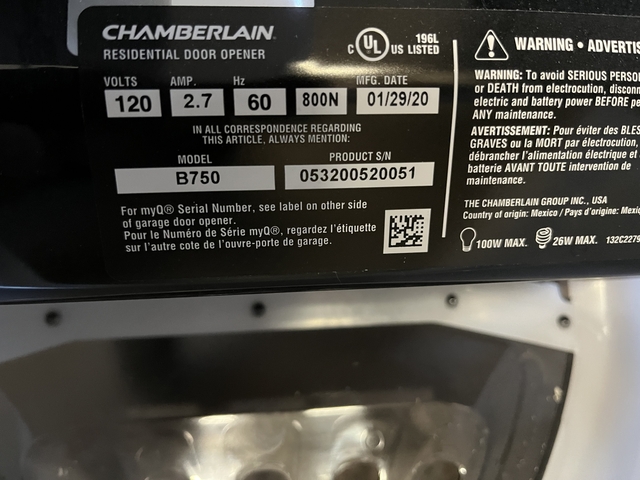 CHAMBERLAIN
RESIDENTIAL DOOR OPENER
C UL US LISTED
196L
VOLTS AMP. Hz MFG. DATE
120 2.7 60 800N 01/29/20
IN ALL CORRESPONDENCE REGARDING
THIS ARTICLE, ALWAYS MENTION:
MODEL PRODUCT S/N
B750 053200520051
For myQ® Serial Number, see label on other side
of garage door opener.
Pour le Numéro de Série myQ®, regardez l'étiquette
sur l'autre cote de l'ouvre-porte de garage.
WARNING • ADVERTIS
WARNING: To avoid SERIOUS PERSON
or DEATH from electrocution, disconn
electric and battery power BEFORE pe
ANY maintenance.
AVERTISSEMENT: Pour éviter des BLES
GRAVES ou la MORT par électrocution,
débrancher l'alimentation électrique et
batterie AVANT TOUTE intervention de
maintenance.
THE CHAMBERLAIN GROUP INC., USA
Country of origin: Mexico / Pays d'origine: Mexi
100W MAX. 26W MAX. 132C2279